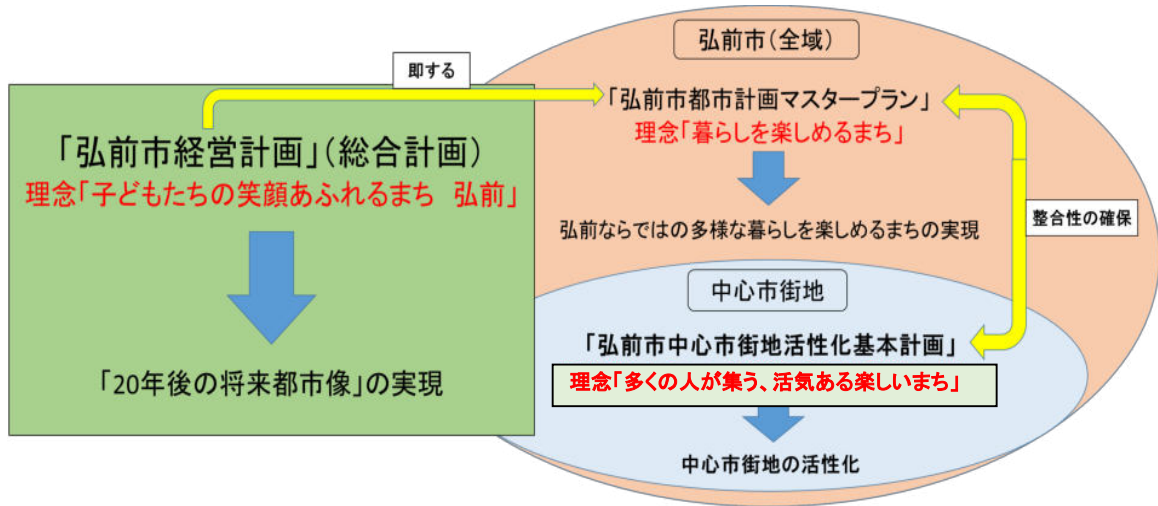 弘前市(全域)
即する
「弘前市都市計画マスタープラン」
理念「暮らしを楽しめるまち」
「弘前市経営計画」(総合計画)
理念「子どもたちの笑顔あふれるまち　弘前」
整合性の確保
弘前ならではの多様な暮らしを楽しめるまちの実現
中心市街地
「弘前市中心市街地活性化基本計画」
理念「多くの人が集う、活気ある楽しいまち」
「20年後の将来都市像」の実現
中心市街地の活性化